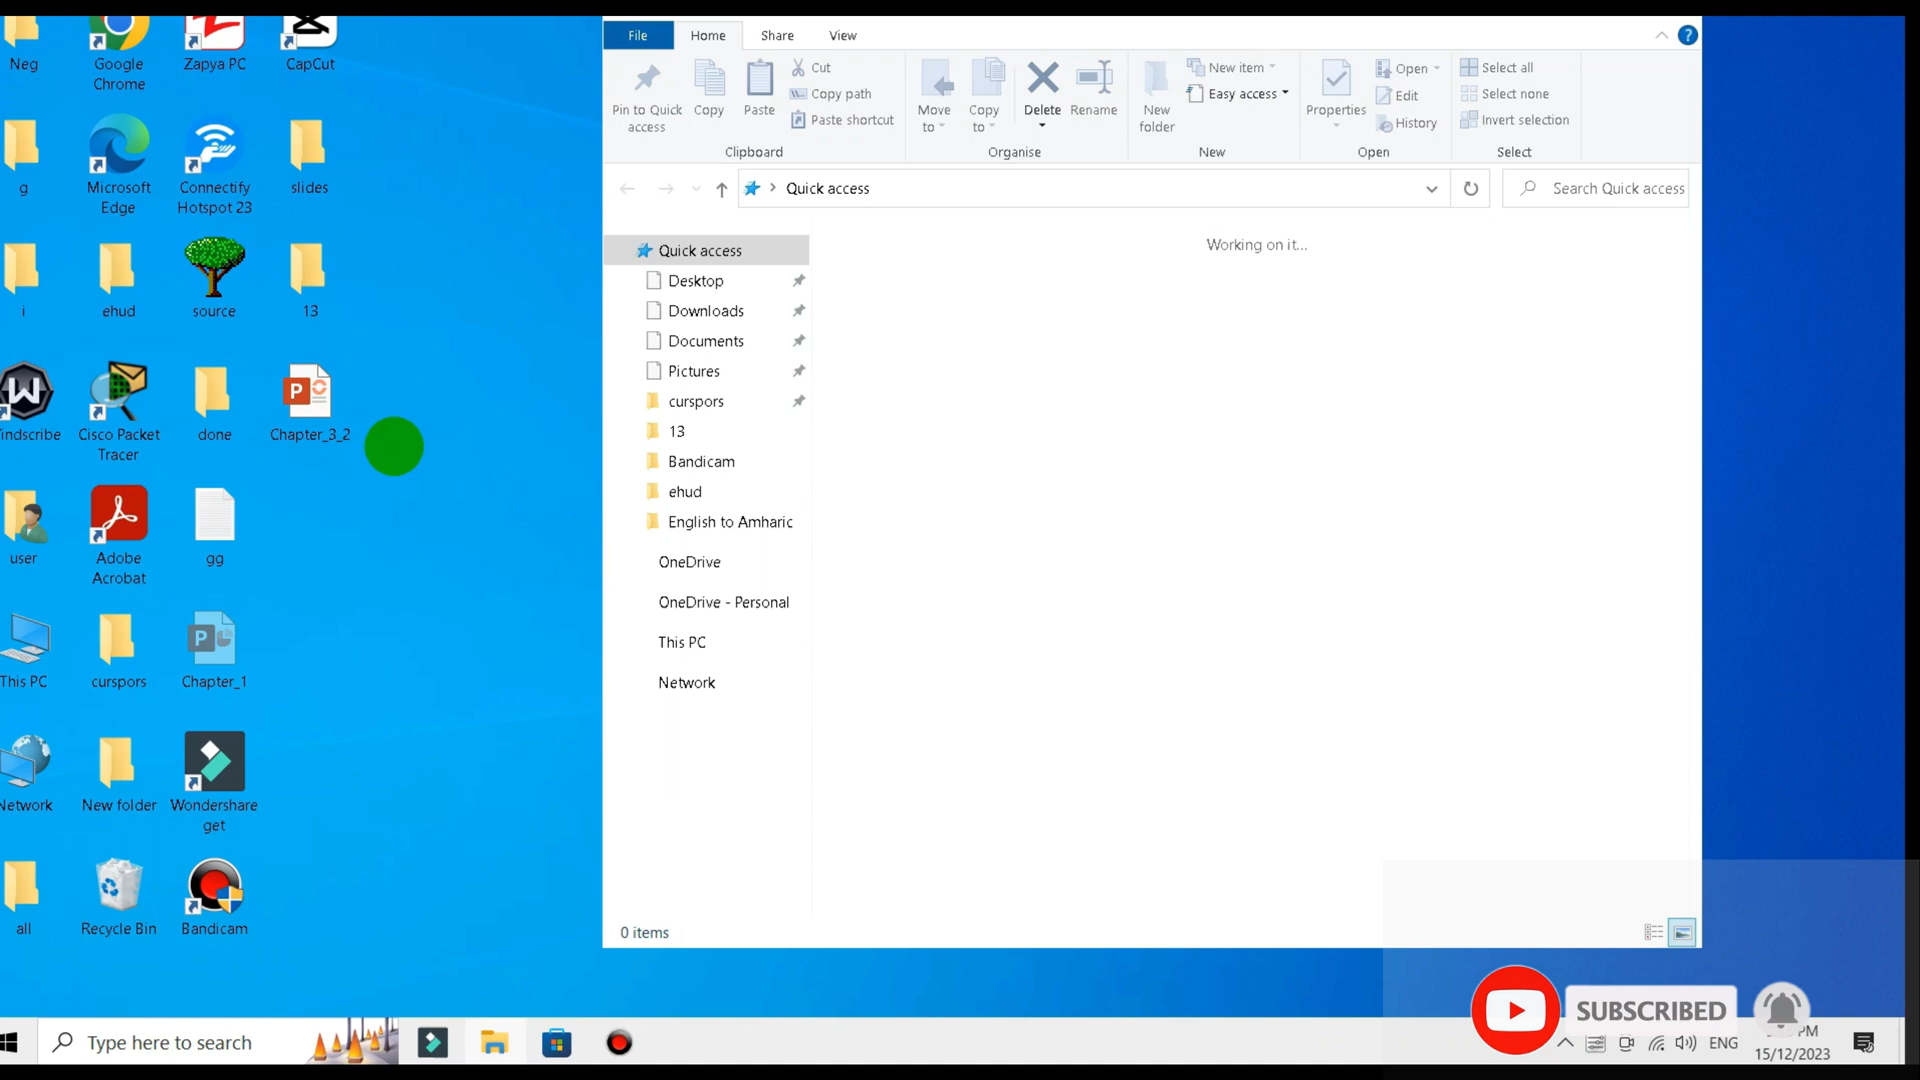 Neg
Google
Chrome
Zapya PC
CapCut
g
Microsoft
Edge
Connectify
Hotspot 23
slides
i
ehud
source
13
indscribe
Cisco Packet
Tracer
done
Chapter_3_2
user
Adobe
Acrobat
gg
This PC
curspors
Chapter_1
Network
New folder
Wondershare
get
all
Recycle Bin
Bandicam
File
Home
Share
View
?
Pin to Quick
access
Copy
Paste
Cut
Copy path
Paste shortcut
Clipboard
Move
to
Copy
to
Delete
Rename
Organise
New
folder
New item
Easy access
New
Properties
Open
Edit
History
Open
Select all
Select none
Invert selection
Select
Quick access
Search Quick access
Quick access
Desktop
Downloads
Documents
Pictures
curspors
13
Bandicam
ehud
English to Amharic
OneDrive
OneDrive - Personal
This PC
Network
Working on it...
0 items
SUBSCRIBED
Type here to search
ENG
PM
15/12/2023